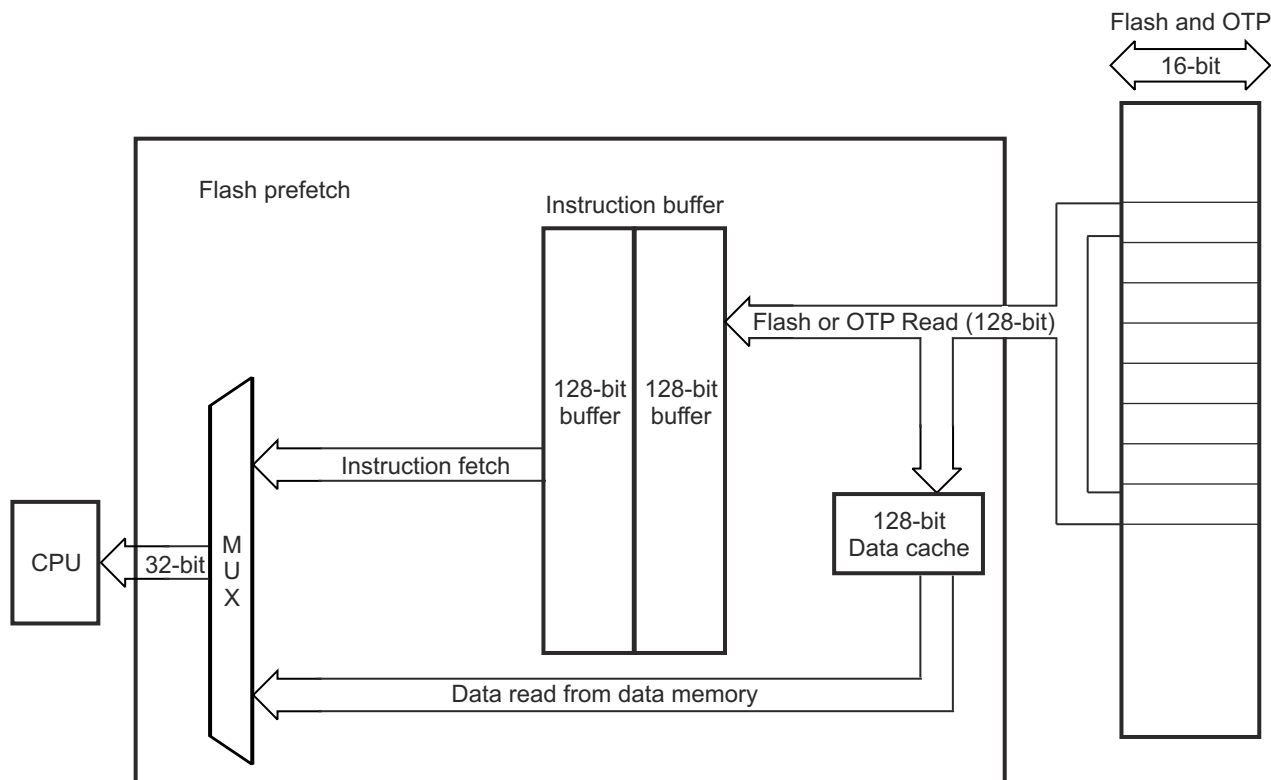 Flash and OTP
16-bit
Flash prefetch
Instruction buffer
Flash or OTP Read (128-bit)
128-bit
buffer
128-bit
buffer
Instruction fetch
128-bit
Data cache
CPU
32-bit
M
U
X
Data read from data memory